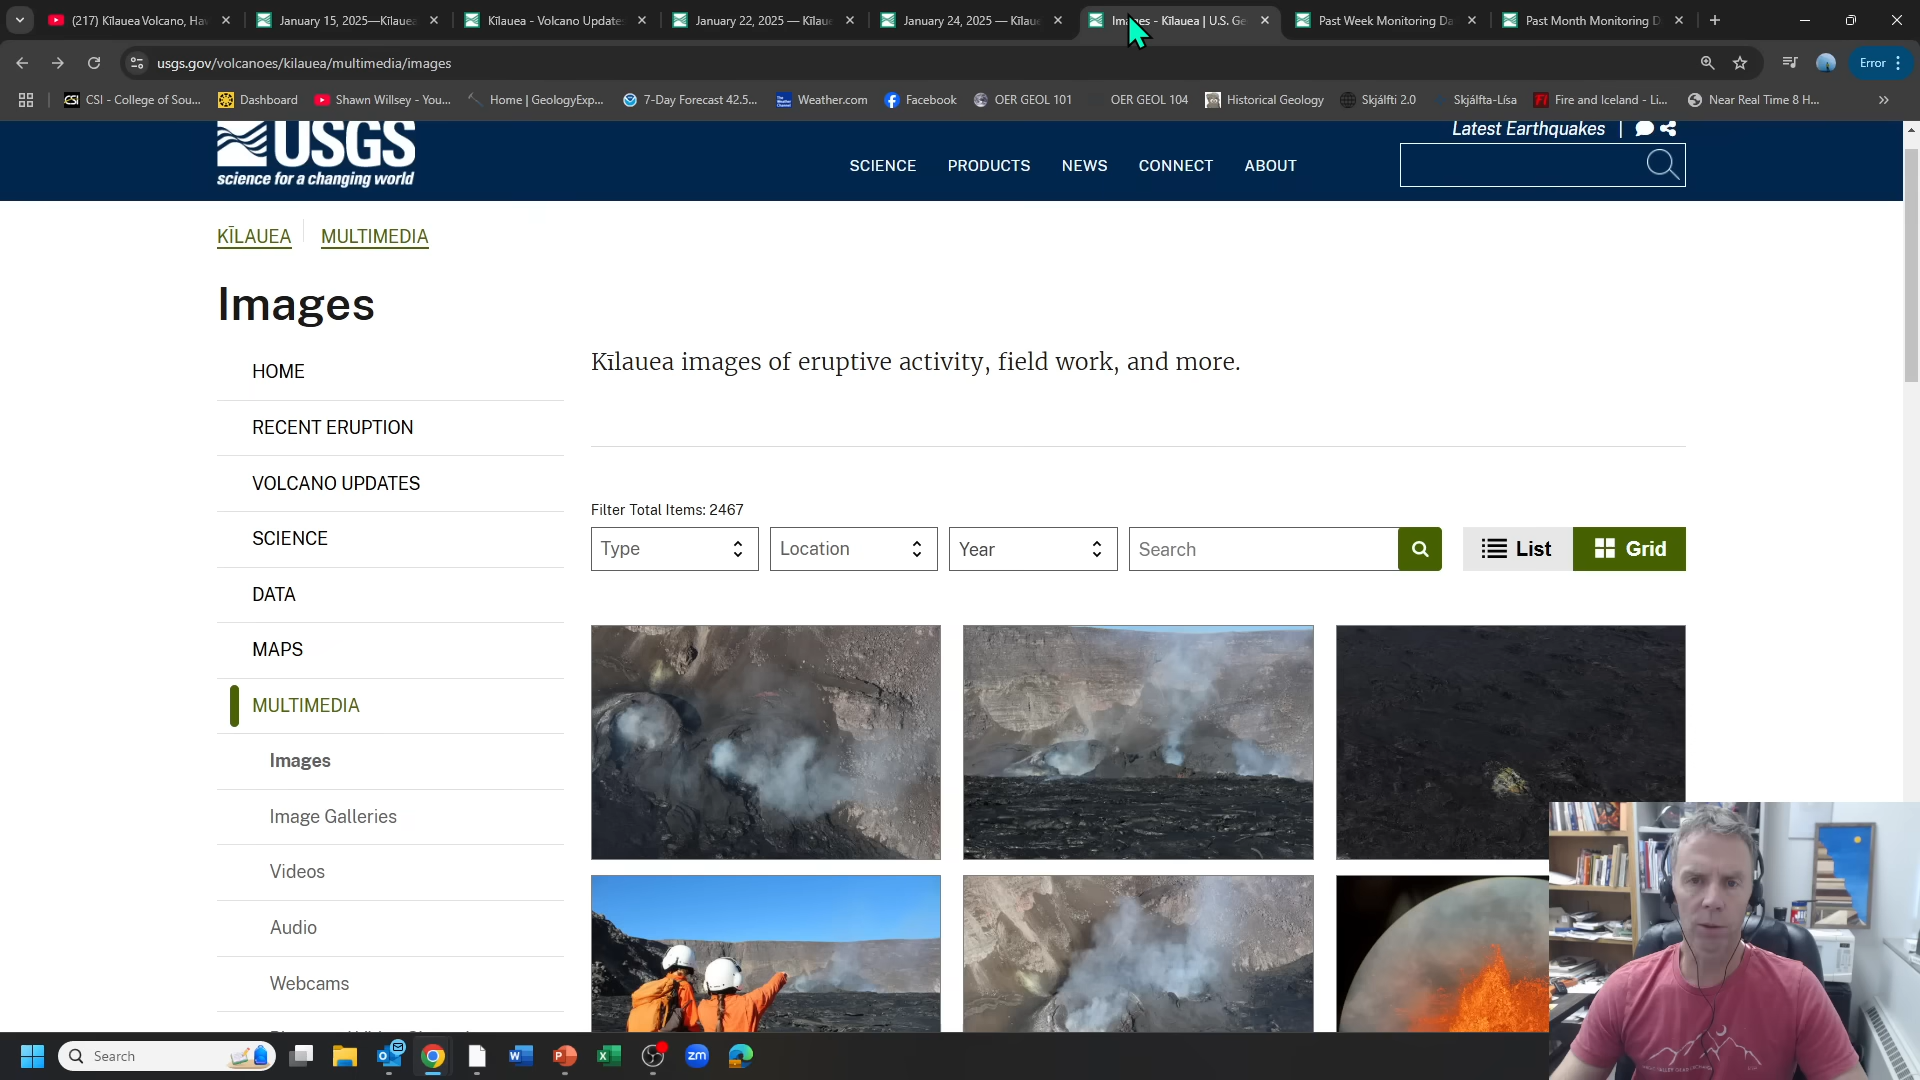 (217) Kīlauea Volcano, Ha
January 15, 2025—Kīlaue
Kīlauea - Volcano Update
January 22, 2025 — Kīlau
January 24, 2025 — Kīlau
Images - Kīlauea | U.S. Ge
Past Week Monitoring Da
Past Month Monitoring D
usgs.gov/volcanoes/kilauea/multimedia/images
Error
CSI - College of Sou...
Dashboard
Shawn Willsey - You...
Home | GeologyExp...
7-Day Forecast 42.5...
Weather.com
Facebook
OER GEOL 101
OER GEOL 104
Historical Geology
Skjálfti 2.0
Skjálfta-Lísa
Fire and Iceland - Li...
Near Real Time 8 H...
USGS
science for a changing world
Latest Earthquakes |
SCIENCE PRODUCTS NEWS CONNECT ABOUT
KĪLAUEA MULTIMEDIA
Images
Kīlauea images of eruptive activity, field work, and more.
HOME
RECENT ERUPTION
VOLCANO UPDATES
SCIENCE
DATA
MAPS
MULTIMEDIA
Images
Image Galleries
Videos
Audio
Webcams
Filter Total Items: 2467
Type
Location
Year
Search
List
Grid
Search